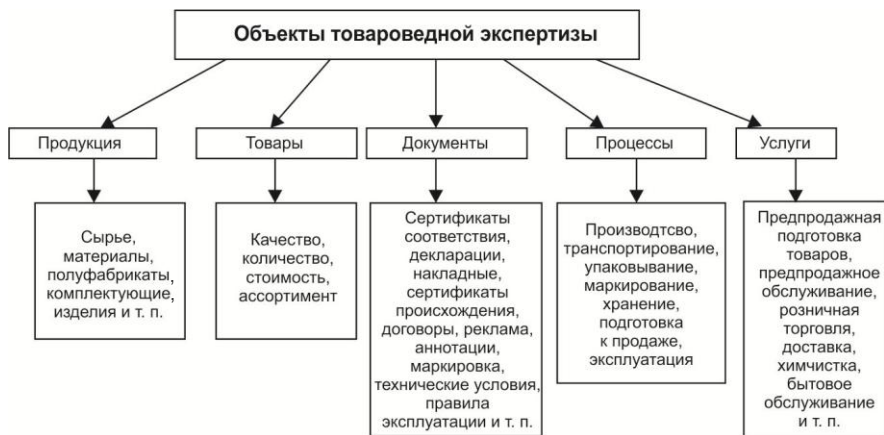 Объекты товароведной экспертизы
Продукция
Товары
Документы
Процессы
Услуги
Сырье,
материалы,
полуфабрикаты,
комплектующие,
изделия и т. п.
Качество,
количество,
стоимость,
ассортимент
Сертификаты
соответствия,
декларации,
накладные,
сертификаты
происхождения,
договоры, реклама,
аннотации,
маркировка,
технические условия,
правила
эксплуатации и т. п.
Производтсво,
транспортирование,
упаковывание,
маркирование,
хранение,
подготовка
к продаже,
эксплуатация
Предпродажная
подготовка
товаров,
предпродажное
обслуживание,
розничная
торговля,
доставка,
химчистка,
бытовое
обслуживание
и т. п.